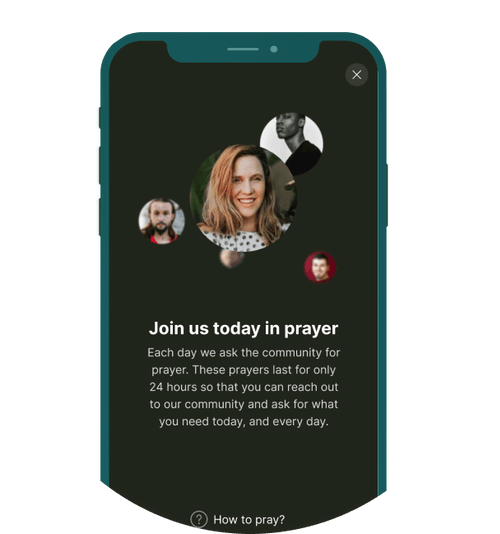 Join us today in prayer
Each day we ask the community for
prayer. These prayers last for only
24 hours so that you can reach out
to our community and ask for what
you need today, and every day.
? How to pray?